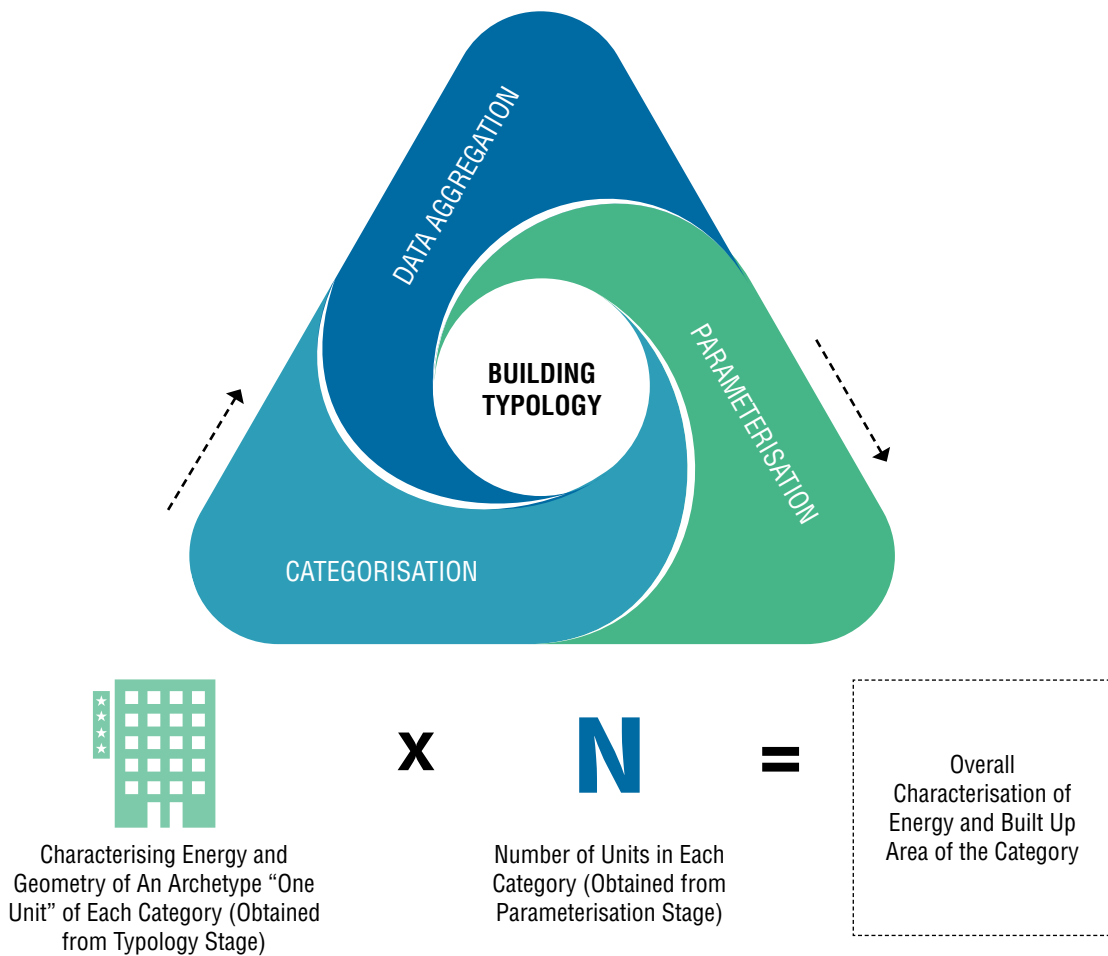 DATA AGGREGATION
PARAMETERISATION
BUILDING
TYPOLOGY
CATEGORISATION
x
N
=
Characterising Energy and
Geometry of An Archetype “One
Unit” of Each Category (Obtained
from Typology Stage)
Number of Units in Each
Category (Obtained from
Parameterisation Stage)
Overall
Characterisation of
Energy and Built Up
Area of the Category